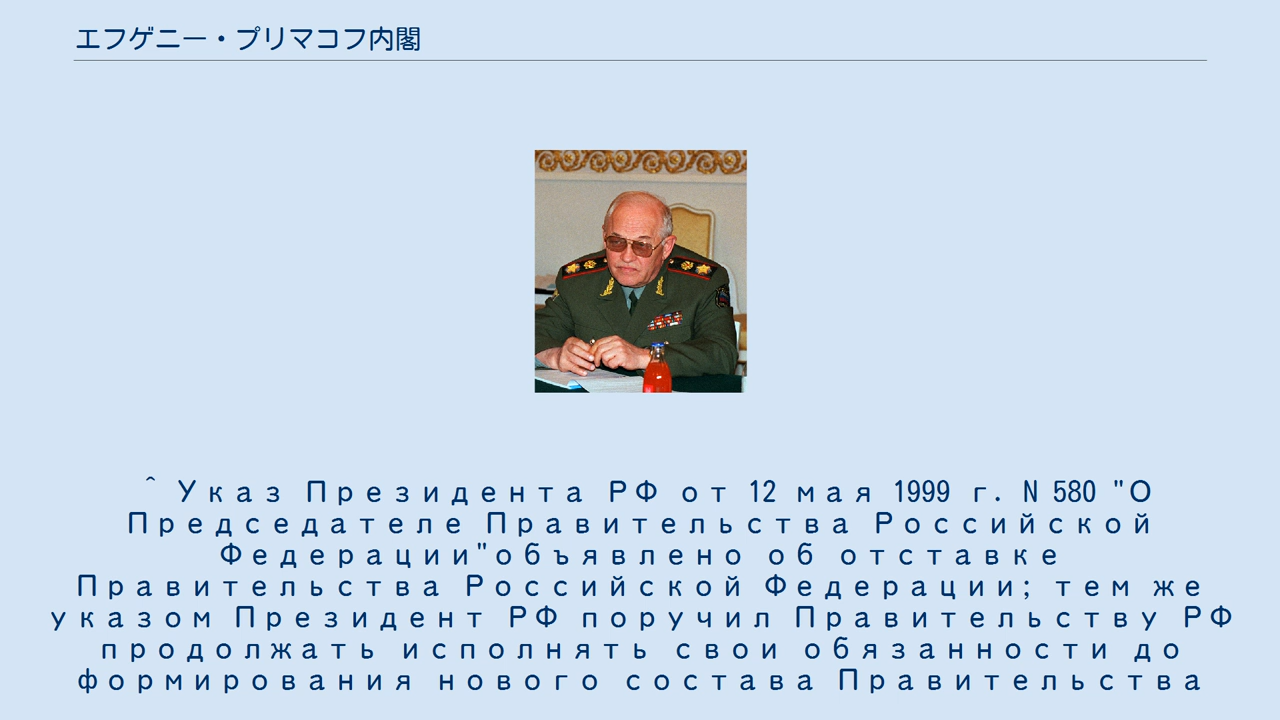 エフゲニー・プリマコフ内閣
^ Указ Президента РФ от 12 мая 1999 г. N 580 "О
Председателе Правительства Российской
Федерации"объявлено об отставке
Правительства Российской Федерации; тем же
указом Президент РФ поручил Правительству РФ
продолжать исполнять свои обязанности до
формирования нового состава Правительства